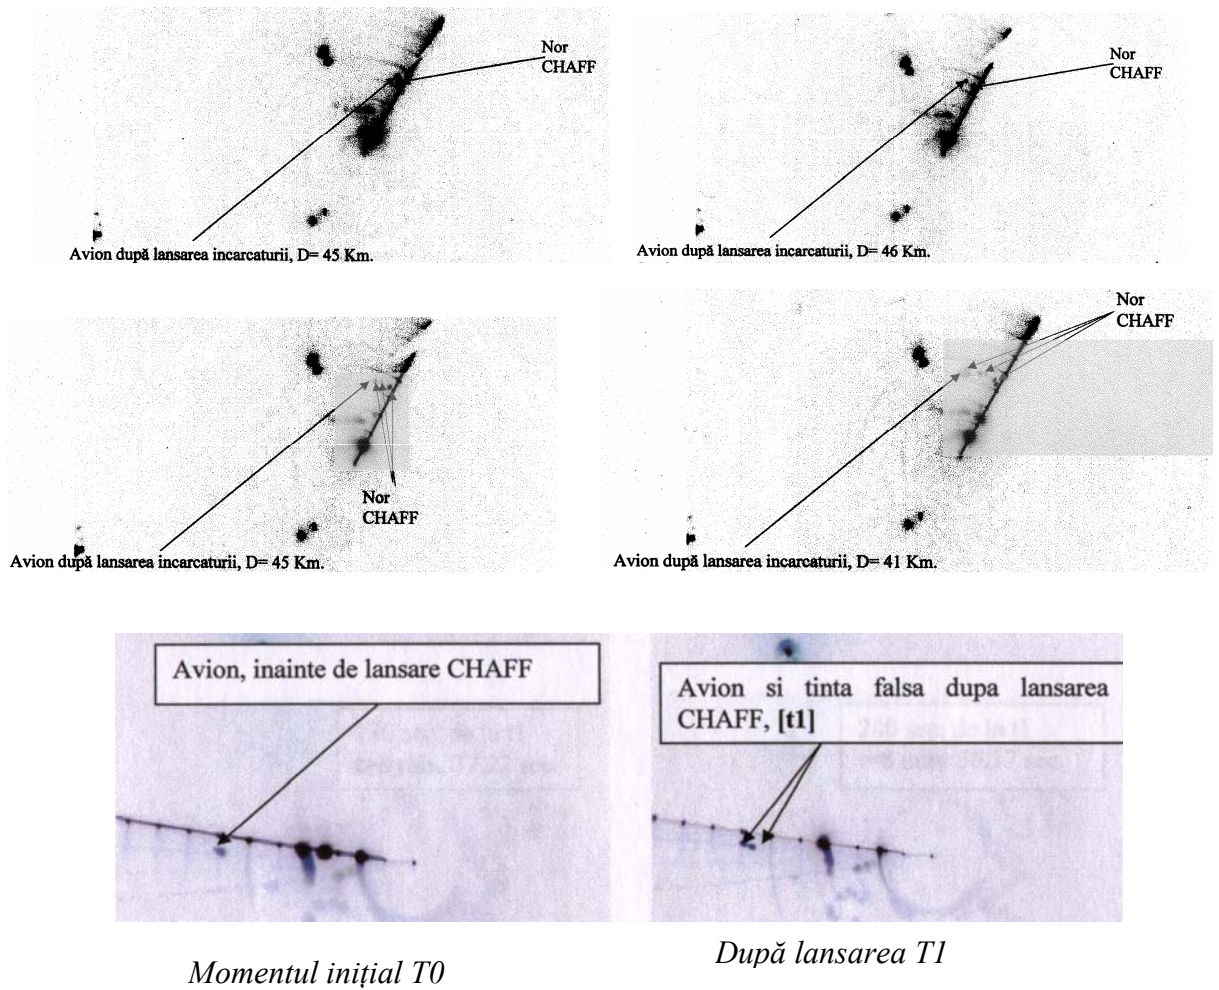 Nor
CHAFF
Avion după lansarea incarcaturii, D= 45 Km.
Nor
CHAFF
Avion după lansarea incarcaturii, D= 46 Km.
Nor
CHAFF
Avion după lansarea incarcaturii, D= 45 Km.
Nor
CHAFF
Avion după lansarea incarcaturii, D= 41 Km.
Avion, inainte de lansare CHAFF
Avion si tinta falsa dupa lansarea
CHAFF, [t1]
Momentul inițial T0
După lansarea T1